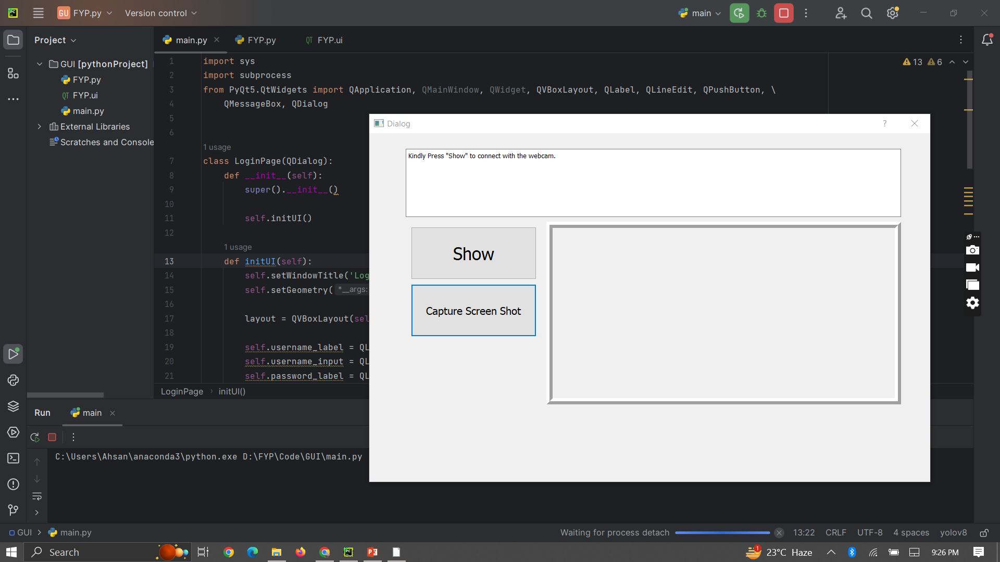 GU FYP.py Version control main
Project
main.py FYP.py QT FYP.ui
GUI [pythonProject]
FYP.py
QT FYP.ui
main.py
External Libraries
Scratches and Console
13 6
1 import sys
2 import subprocess
3 from PyQt5.QtWidgets import QApplication, QMainWindow, QWidget, QVBoxLayout, QLabel, QLineEdit, QPushButton, \
4 QMessageBox, QDialog
5
6
1 usage
7 class LoginPage(QDialog):
8 def __init__(self):
9 super().__init__()
10
11 self.initUI()
12
1 usage
13 def initUI(self):
14 self.setWindowTitle('Log
15 self.setGeometry( *__args:
16
17 layout = QVBoxLayout(sel
18
19 self.username_label = QL
20 self.username_input = QL
21 self.password_label = QL
LoginPage › initUI()
Dialog ?
Kindly Press "Show" to connect with the webcam.
Show
Capture Screen Shot
Run main
C:\Users\Ahsan\anaconda3\python.exe D:\FYP\Code\GUI\main.py
GUI > main.py
Waiting for process detach 13:22 CRLF UTF-8 4 spaces yolov8
Search 1 23°C Haze 9:26 PM